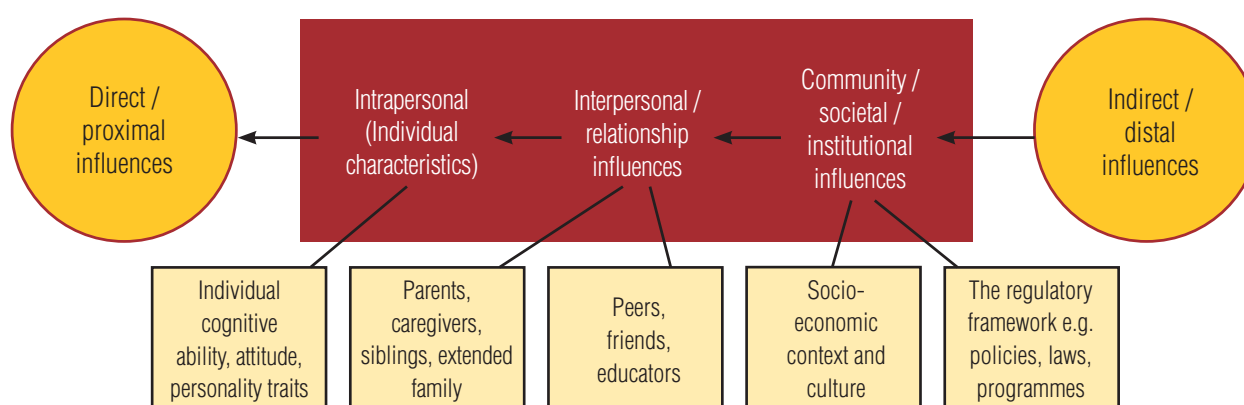 Direct /
proximal
influences
Intrapersonal
(Individual
characteristics)
Interpersonal /
relationship
influences
Community /
societal /
institutional
influences
Indirect /
distal
influences
Individual
cognitive
ability, attitude,
personality traits
Parents,
caregivers,
siblings, extended
family
Peers,
friends,
educators
Socio-
economic
context and
culture
The regulatory
framework e.g.
policies, laws,
programmes